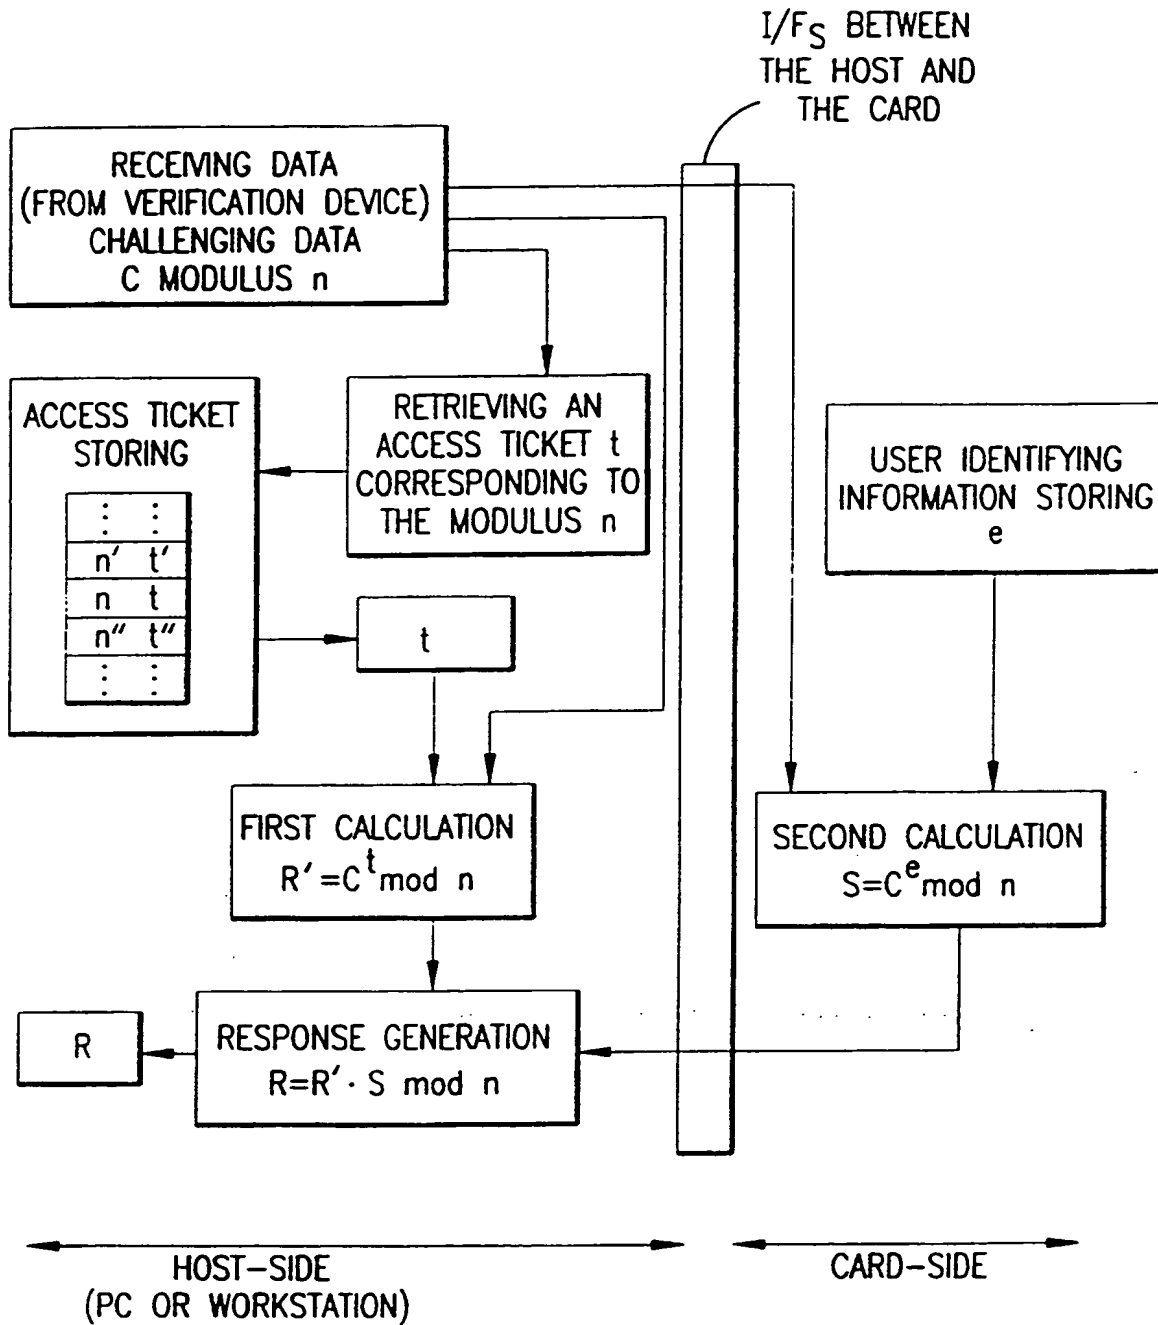 I/FS BETWEEN
THE HOST AND
THE CARD
RECEIVING DATA
(FROM VERIFICATION DEVICE)
CHALLENGING DATA
C MODULUS n
ACCESS TICKET
STORING
⋮ ⋮
n' t'
n t
n" t"
⋮ ⋮
RETRIEVING AN
ACCESS TICKET t
CORRESPONDING TO
THE MODULUS n
USER IDENTIFYING
INFORMATION STORING
e
t
FIRST CALCULATION
R'=C^t mod n
SECOND CALCULATION
S=C^e mod n
R
RESPONSE GENERATION
R=R'·S mod n
HOST-SIDE
(PC OR WORKSTATION)
CARD-SIDE